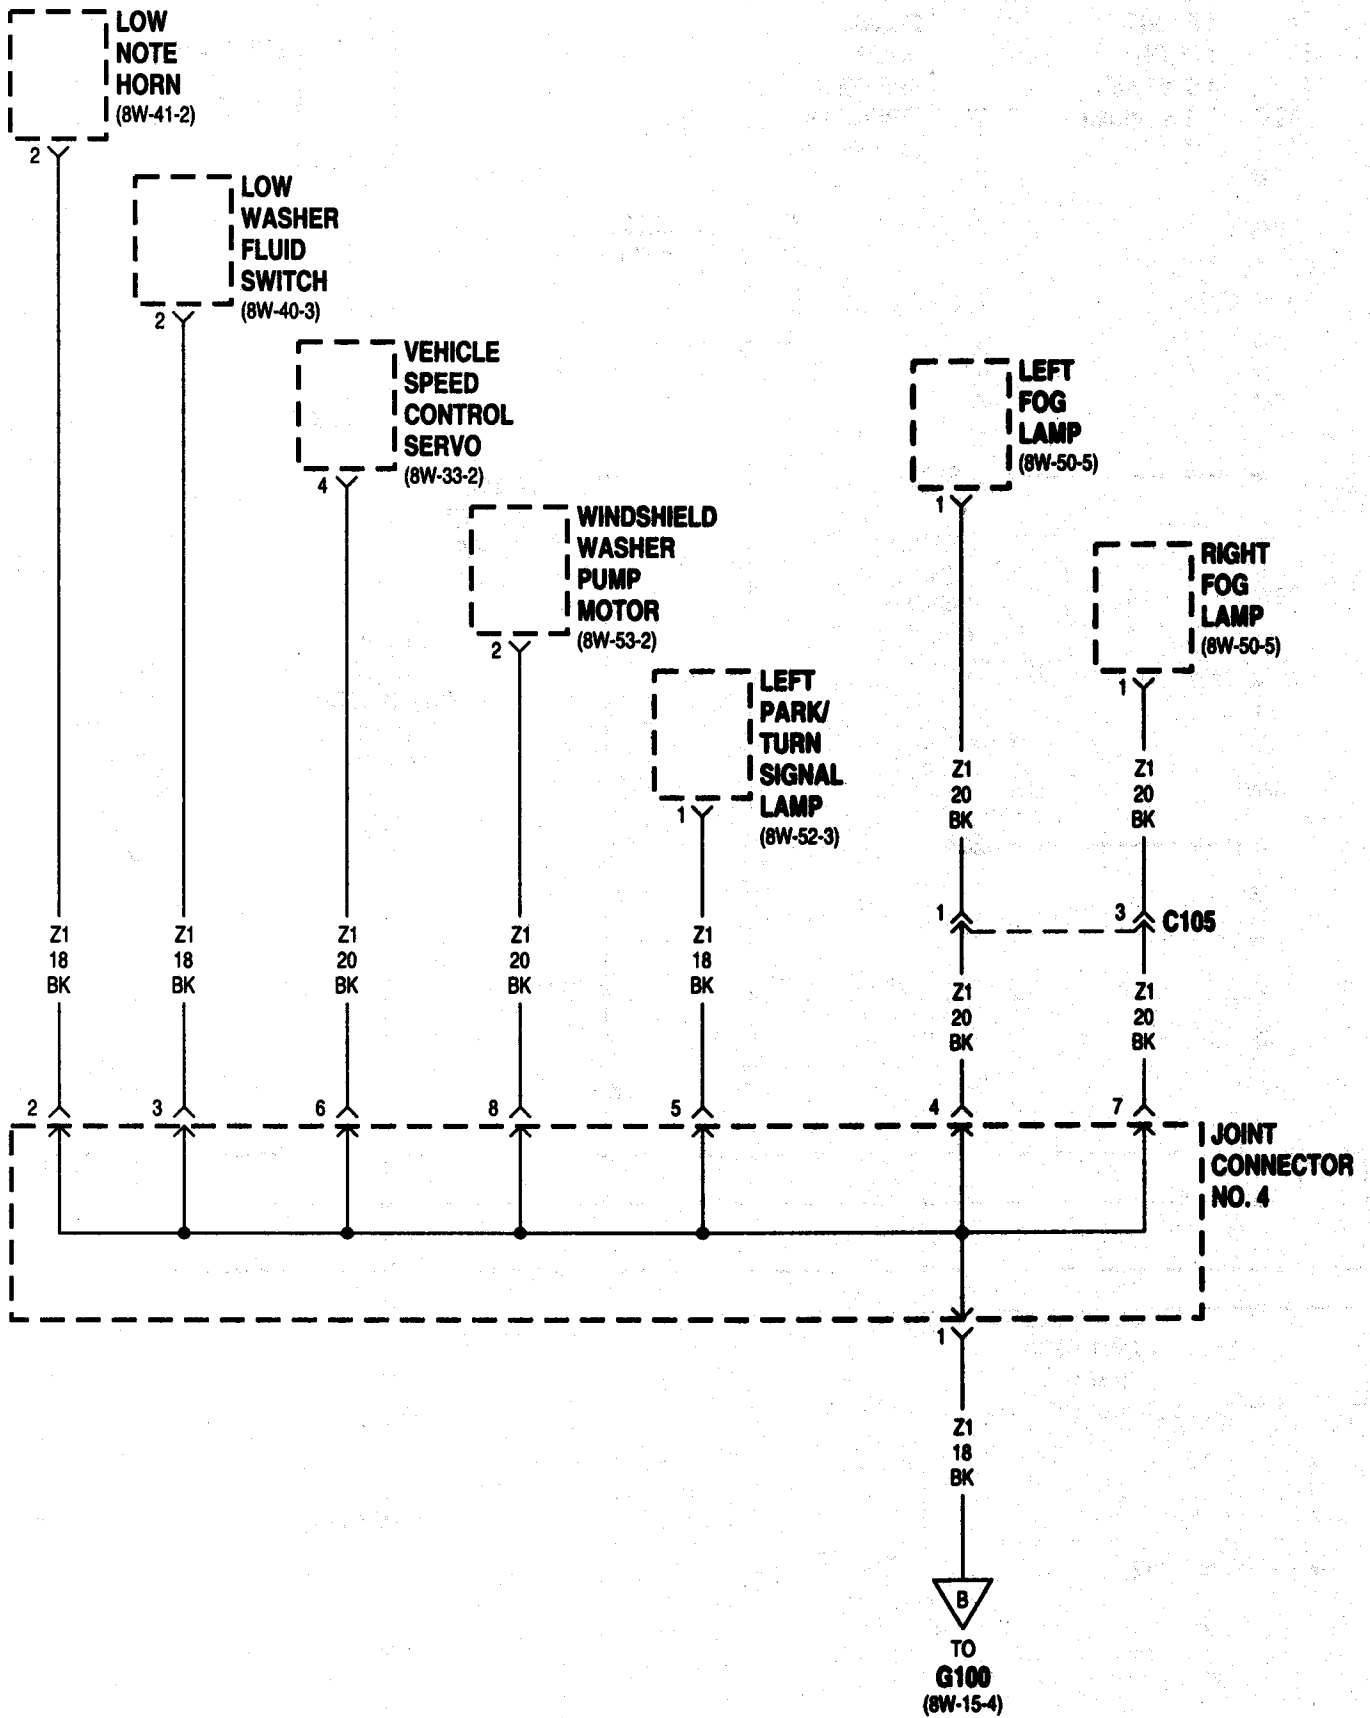 LOW
NOTE
HORN
(8W-41-2)
2
LOW
WASHER
FLUID
SWITCH
(8W-40-3)
2
VEHICLE
SPEED
CONTROL
SERVO
(8W-33-2)
4
WINDSHIELD
WASHER
PUMP
MOTOR
(8W-53-2)
2
LEFT
PARK/
TURN
SIGNAL
LAMP
(8W-52-3)
1
LEFT
FOG
LAMP
(8W-50-5)
1
RIGHT
FOG
LAMP
(8W-50-5)
1
Z1
20
BK
Z1
20
BK
1
3
C105
Z1
18
BK
Z1
18
BK
Z1
20
BK
Z1
20
BK
Z1
18
BK
Z1
20
BK
Z1
20
BK
2
3
6
8
5
4
7
JOINT
CONNECTOR
NO. 4
1
Z1
18
BK
B
TO
G100
(8W-15-4)